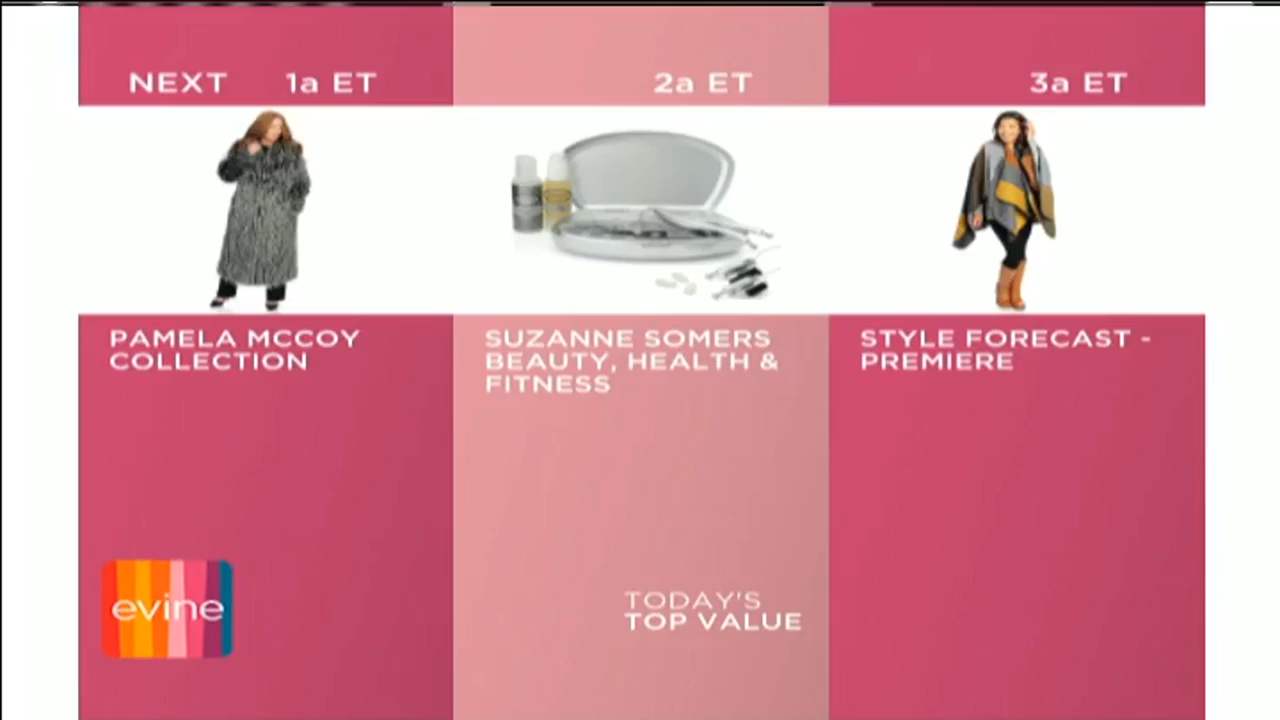 NEXT 1a ET
2a ET
3a ET
PAMELA MCCOY
COLLECTION
SUZANNE SOMERS
BEAUTY, HEALTH &
FITNESS
STYLE FORECAST -
PREMIERE
evine
TODAY'S
TOP VALUE